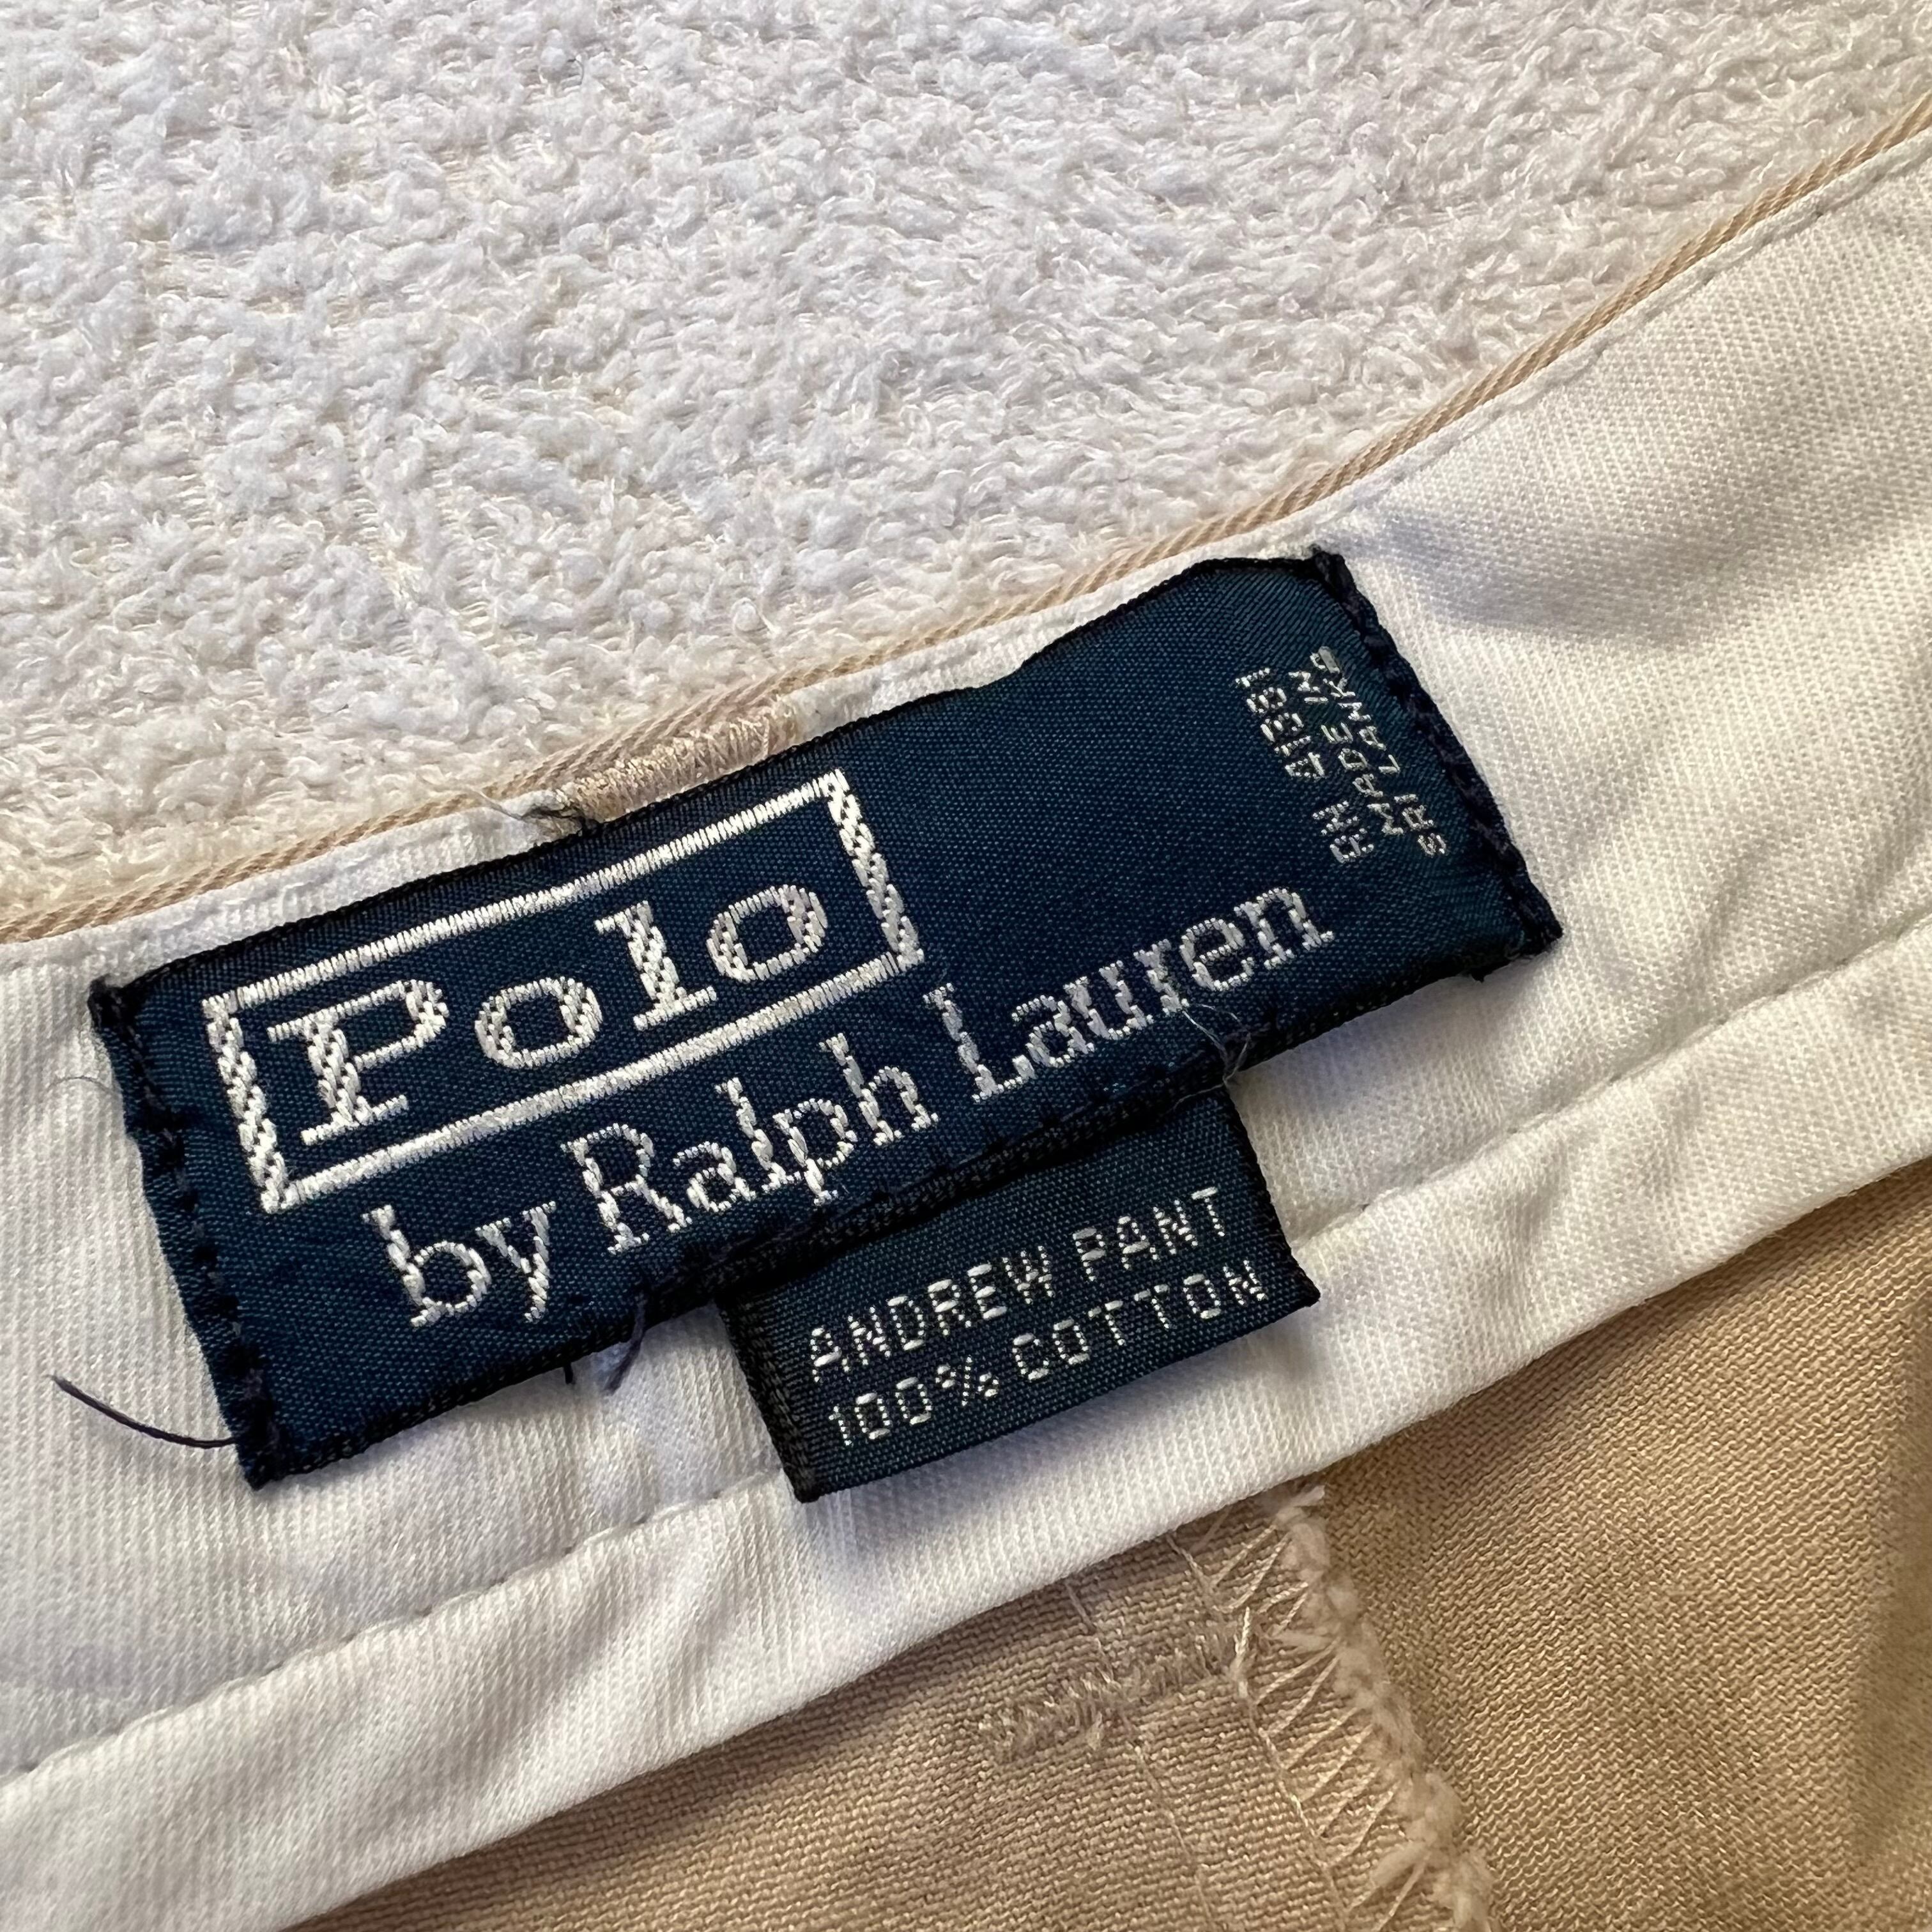 Polo
by Ralph Lauren
RN 41381
MADE IN
SRI LANKA
ANDREW PANT
100% COTTON